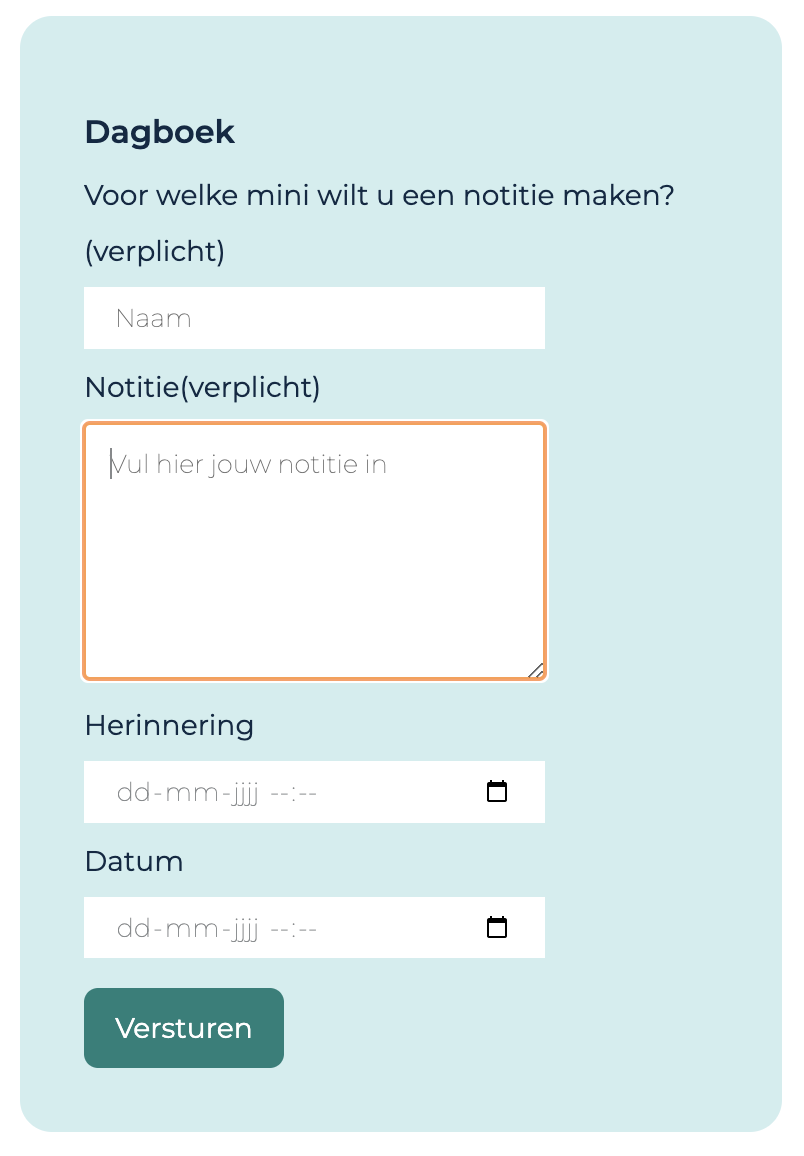 Dagboek
Voor welke mini wilt u een notitie maken?
(verplicht)
Naam
Notitie(verplicht)
Vul hier jouw notitie in
Herinnering
dd-mm-jjjj --:--
Datum
dd-mm-jjjj --:--
Versturen